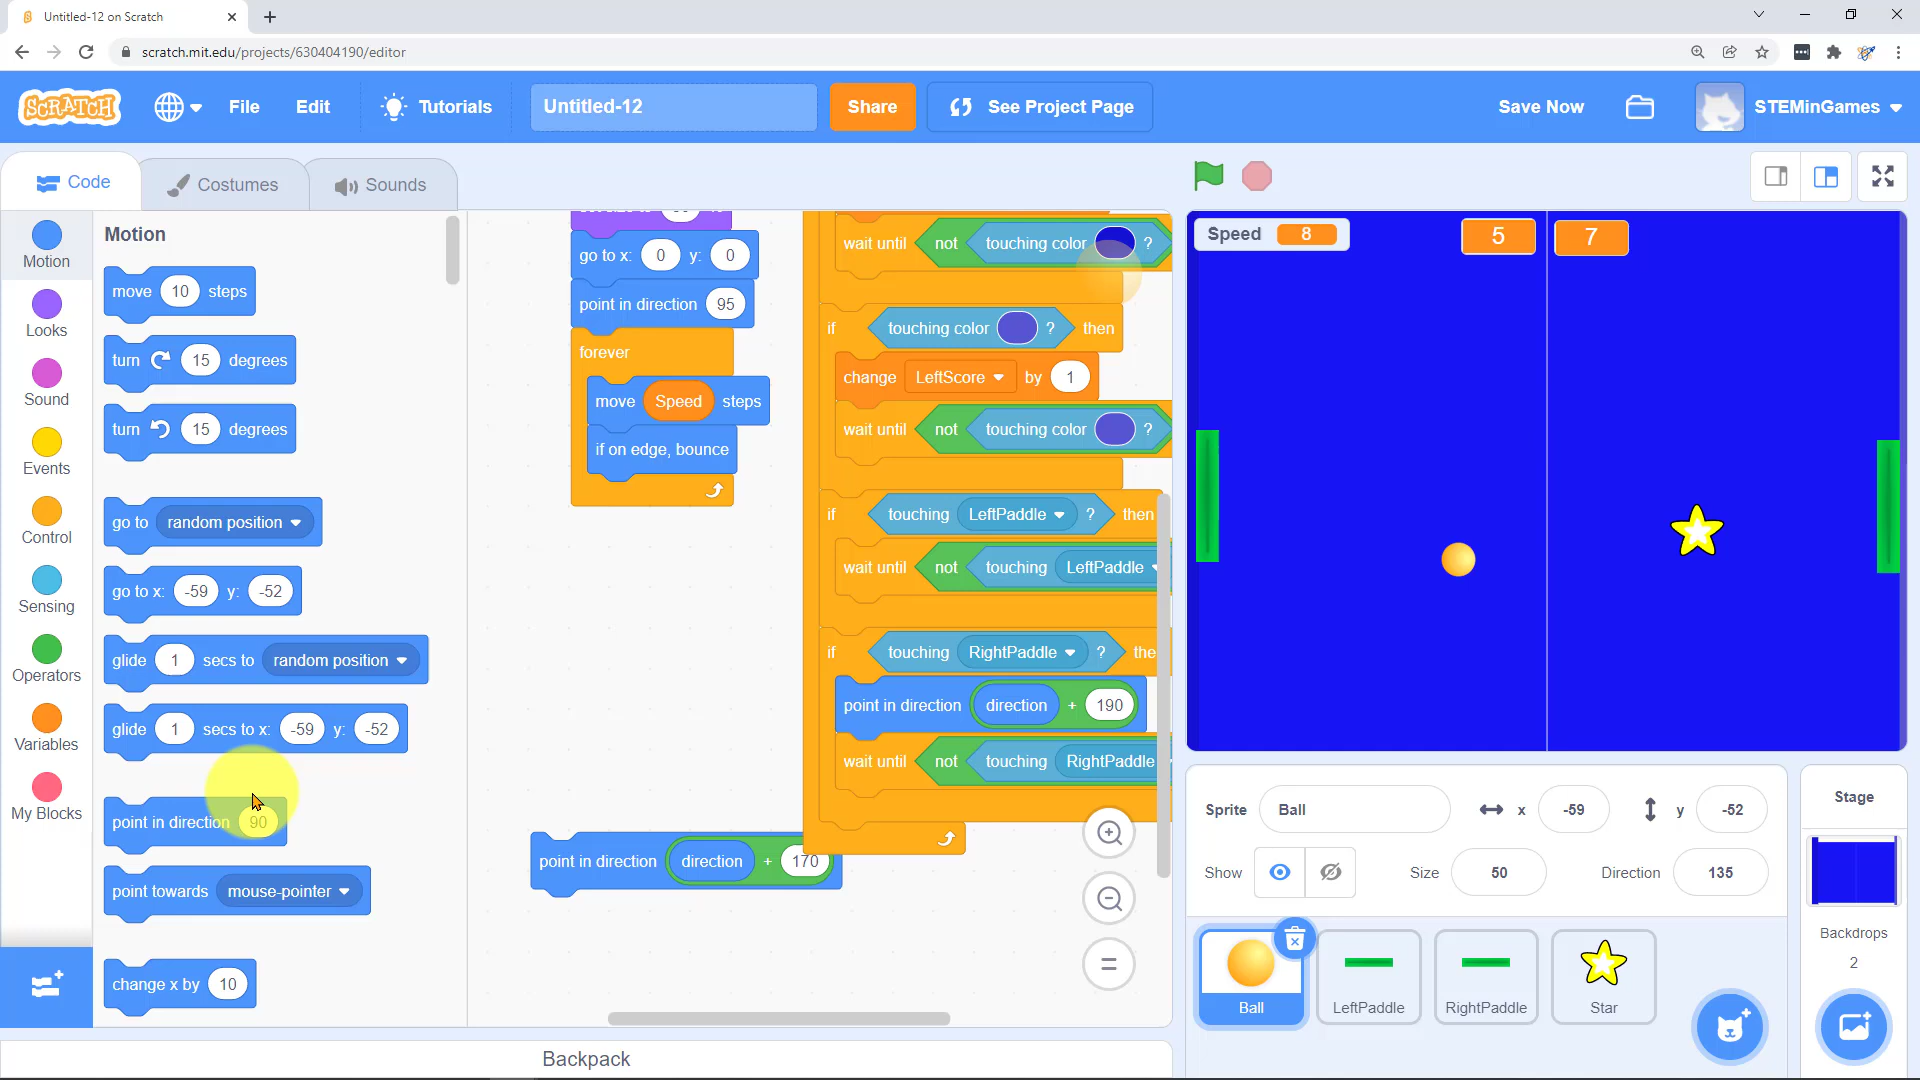 Untitled-12 on Scratch
scratch.mit.edu/projects/630404190/editor
SCRATCH
File
Edit
Tutorials
Untitled-12
Share
See Project Page
Save Now
STEMinGames
Code
Costumes
Sounds
Motion
Looks
Sound
Events
Control
Sensing
Operators
Variables
My Blocks
Motion
move 10 steps
turn 15 degrees
turn 15 degrees
go to random position
go to x: -59 y: -52
glide 1 secs to random position
glide 1 secs to x: -59 y: -52
point in direction 90
point towards mouse-pointer
change x by 10
go to x: 0 y: 0
point in direction 95
forever
move Speed steps
if on edge, bounce
point in direction direction + 170
wait until not touching color ?
if touching color ? then
change LeftScore by 1
wait until not touching color ?
if touching LeftPaddle ? then
wait until not touching LeftPaddle
if touching RightPaddle ? the
point in direction direction + 190
wait until not touching RightPaddle
Backpack
Speed 8
5
7
Sprite Ball x -59 y -52
Show Size 50 Direction 135
Ball
LeftPaddle
RightPaddle
Star
Stage
Backdrops
2